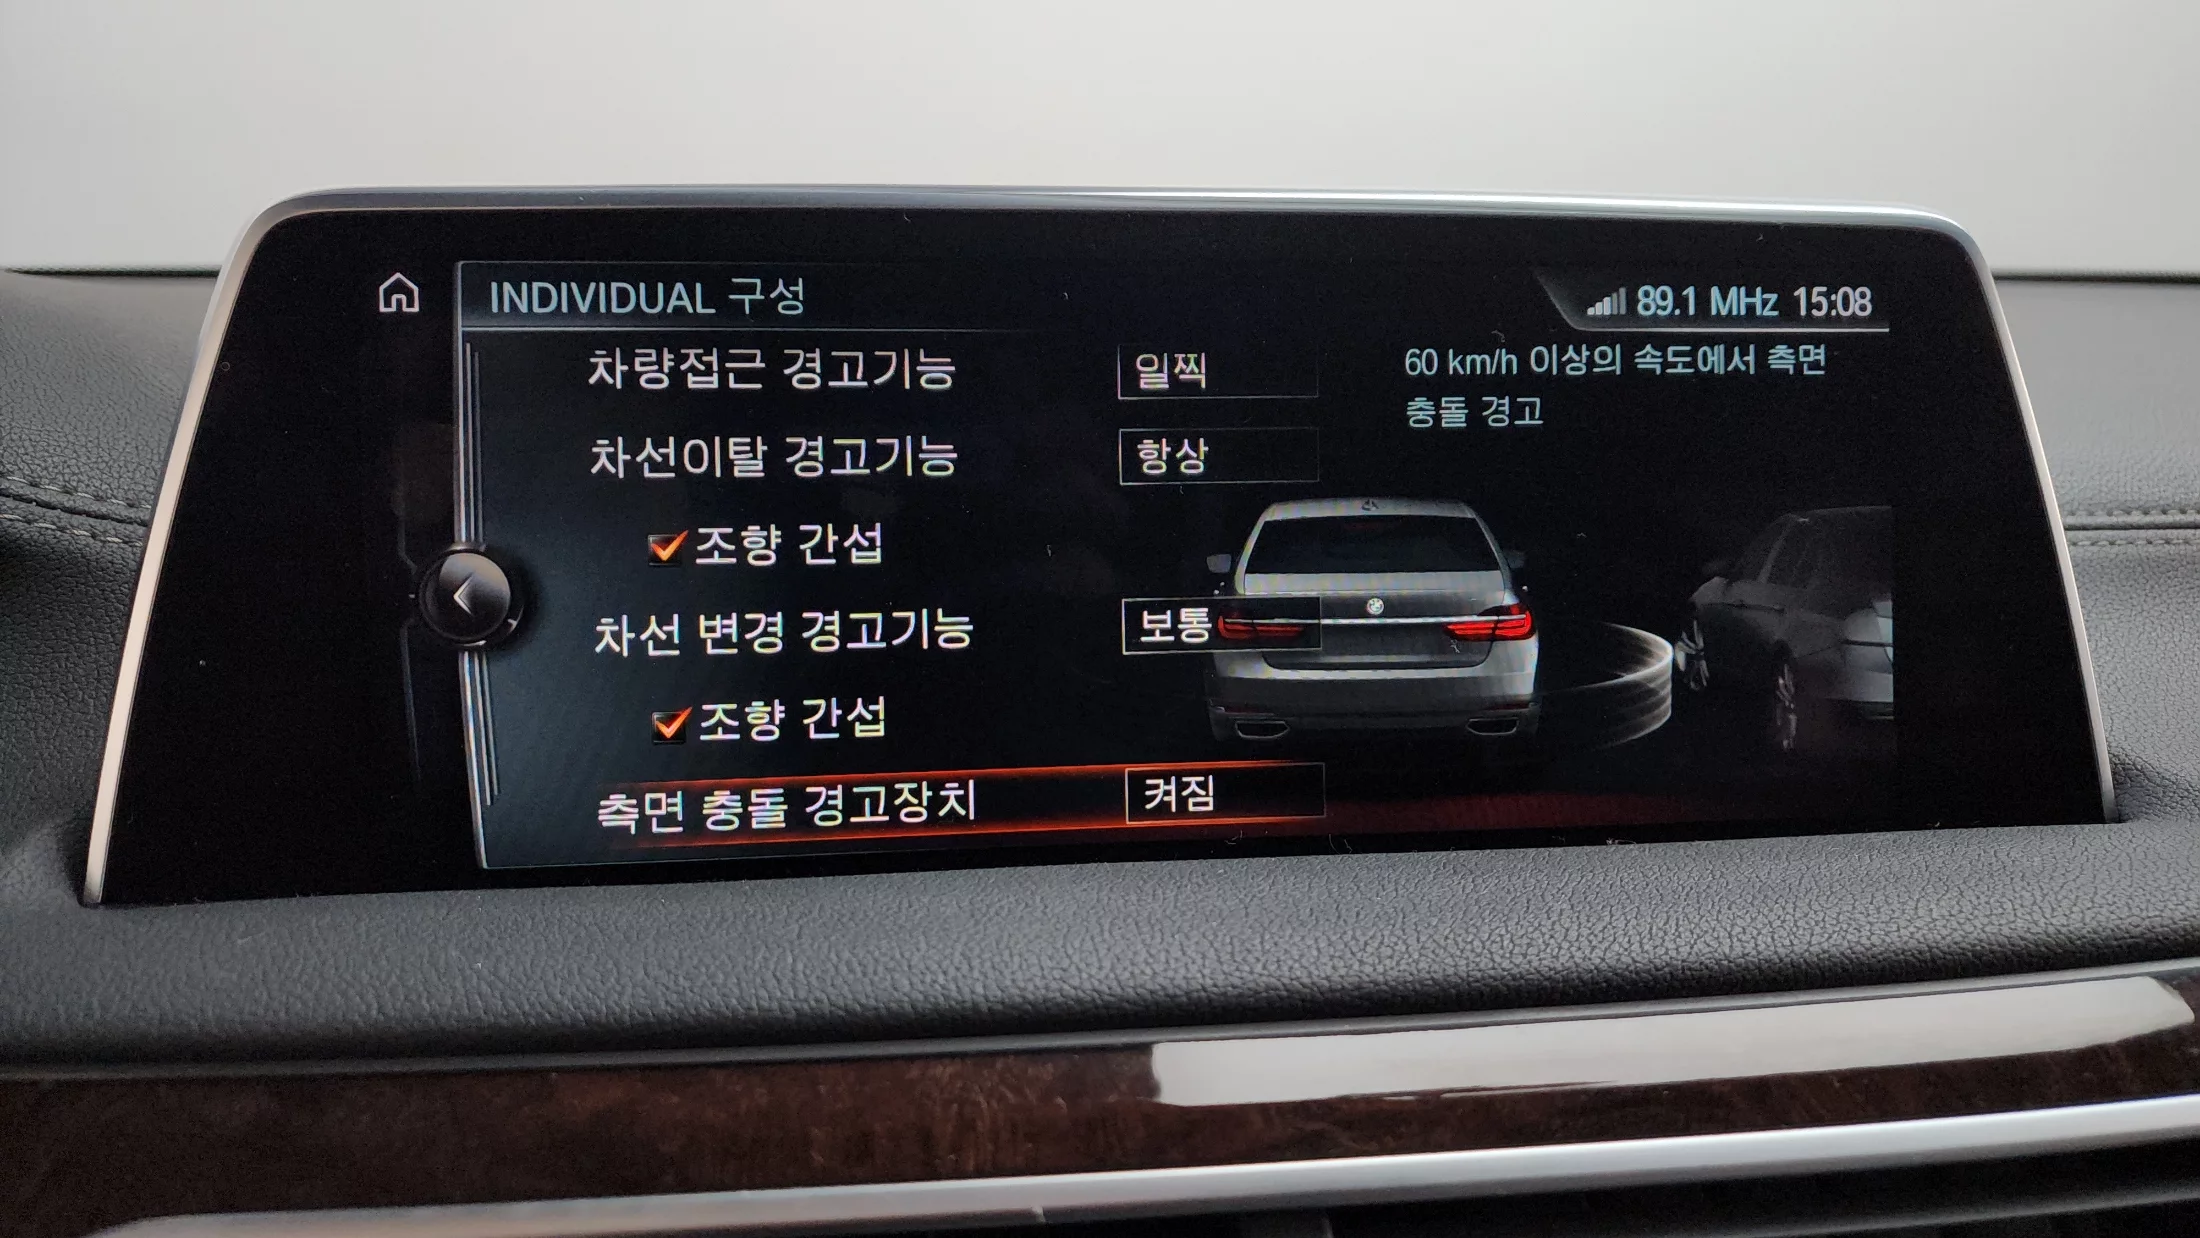 INDIVIDUAL 구성
89.1 MHz 15:08
차량접근 경고기능 일찍
차선이탈 경고기능 항상
조향 간섭
차선 변경 경고기능 보통
조향 간섭
측면 충돌 경고장치 켜짐
60 km/h 이상의 속도에서 측면
충돌 경고